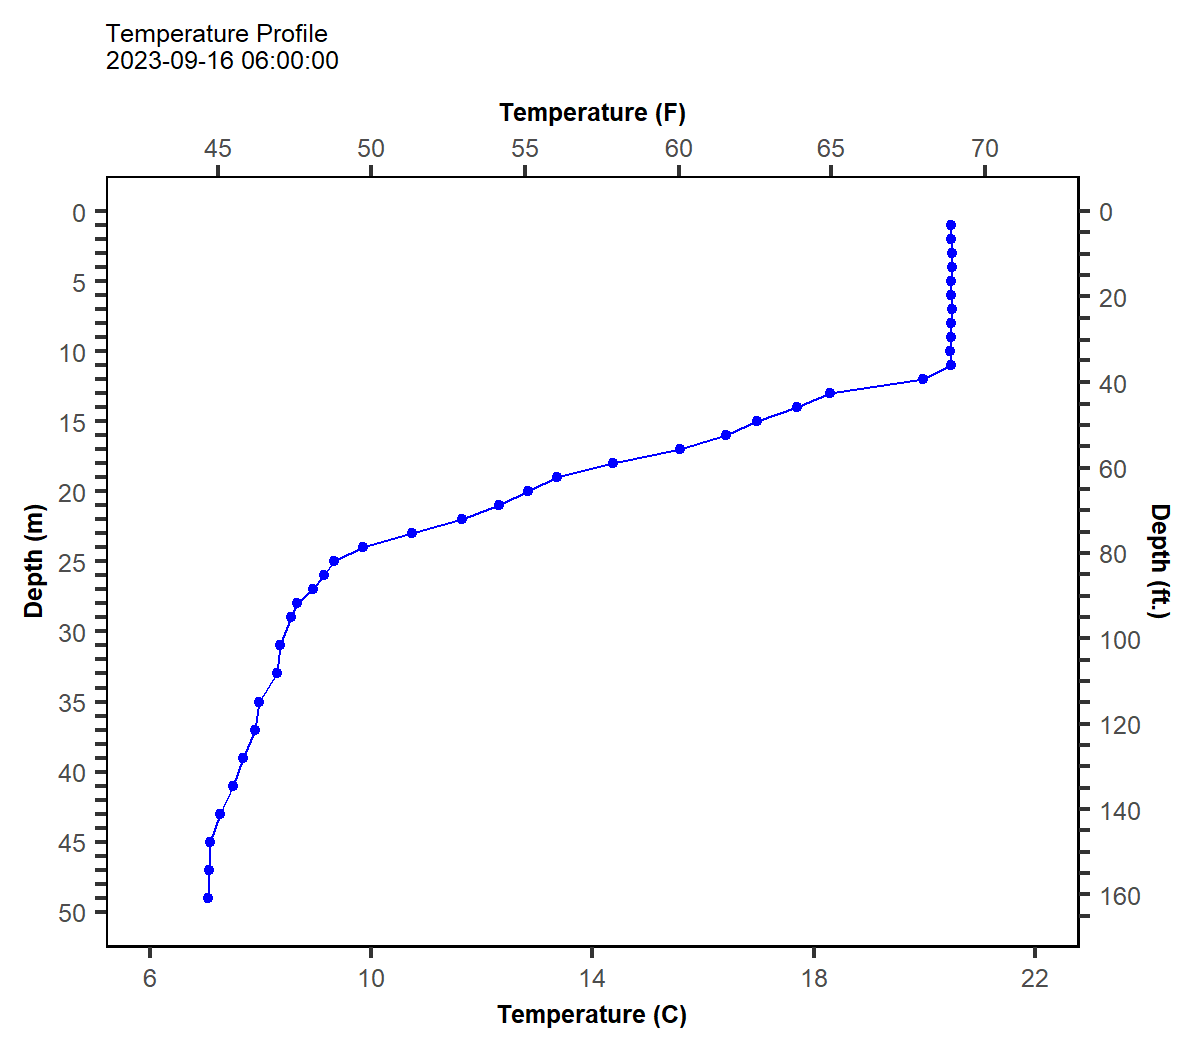 Temperature Profile
2023-09-16 06:00:00
Temperature (F)
45 50 55 60 65 70
0 0
5
20
10
40
15
60
20
Depth (m)
Depth (ft.)
25 80
30 100
35
120
40
140
45
160
50
6 10 14 18 22
Temperature (C)